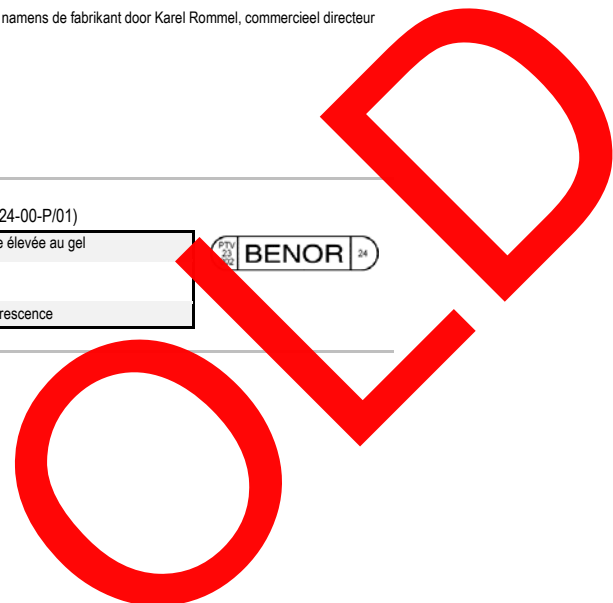 namens de fabrikant door Karel Rommel, commercieel directeur
24-00-P/01)
e élevée au gel
PTV
23
BENOR 24
rescence
OLD